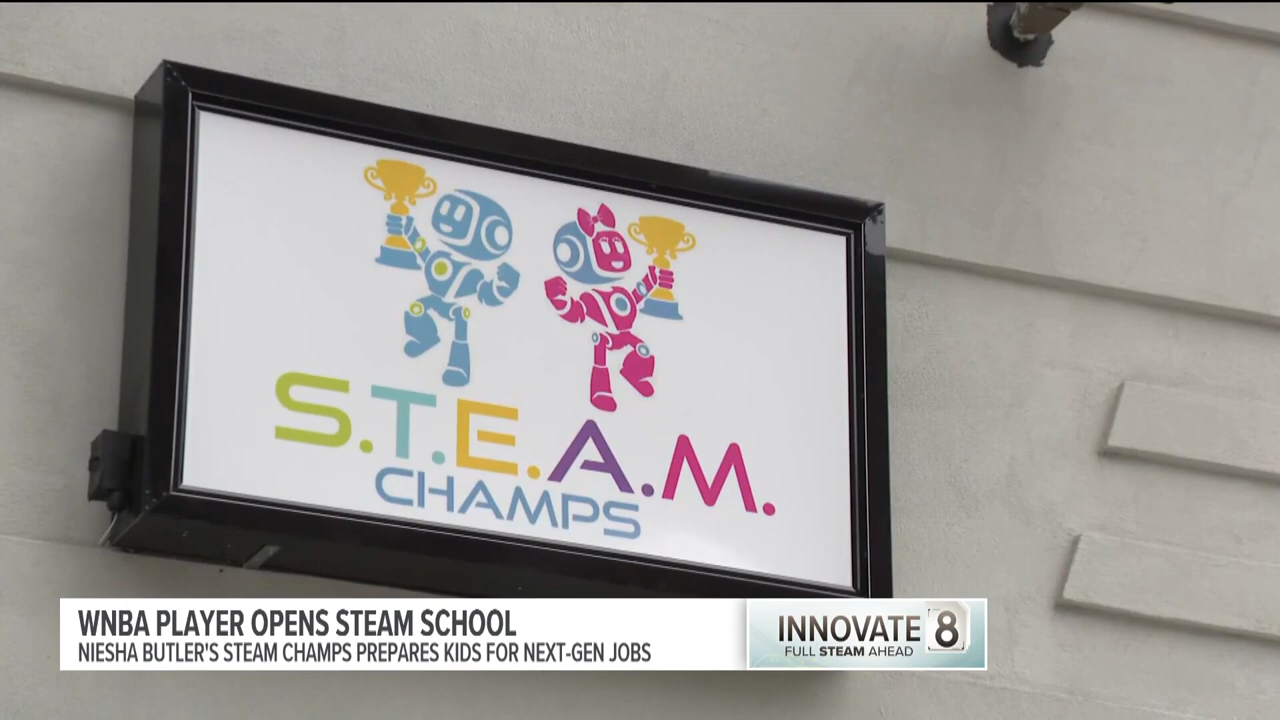 S.T.E.A.M.
CHAMPS
WNBA PLAYER OPENS STEAM SCHOOL
NIESHA BUTLER'S STEAM CHAMPS PREPARES KIDS FOR NEXT-GEN JOBS
INNOVATE 8
FULL STEAM AHEAD